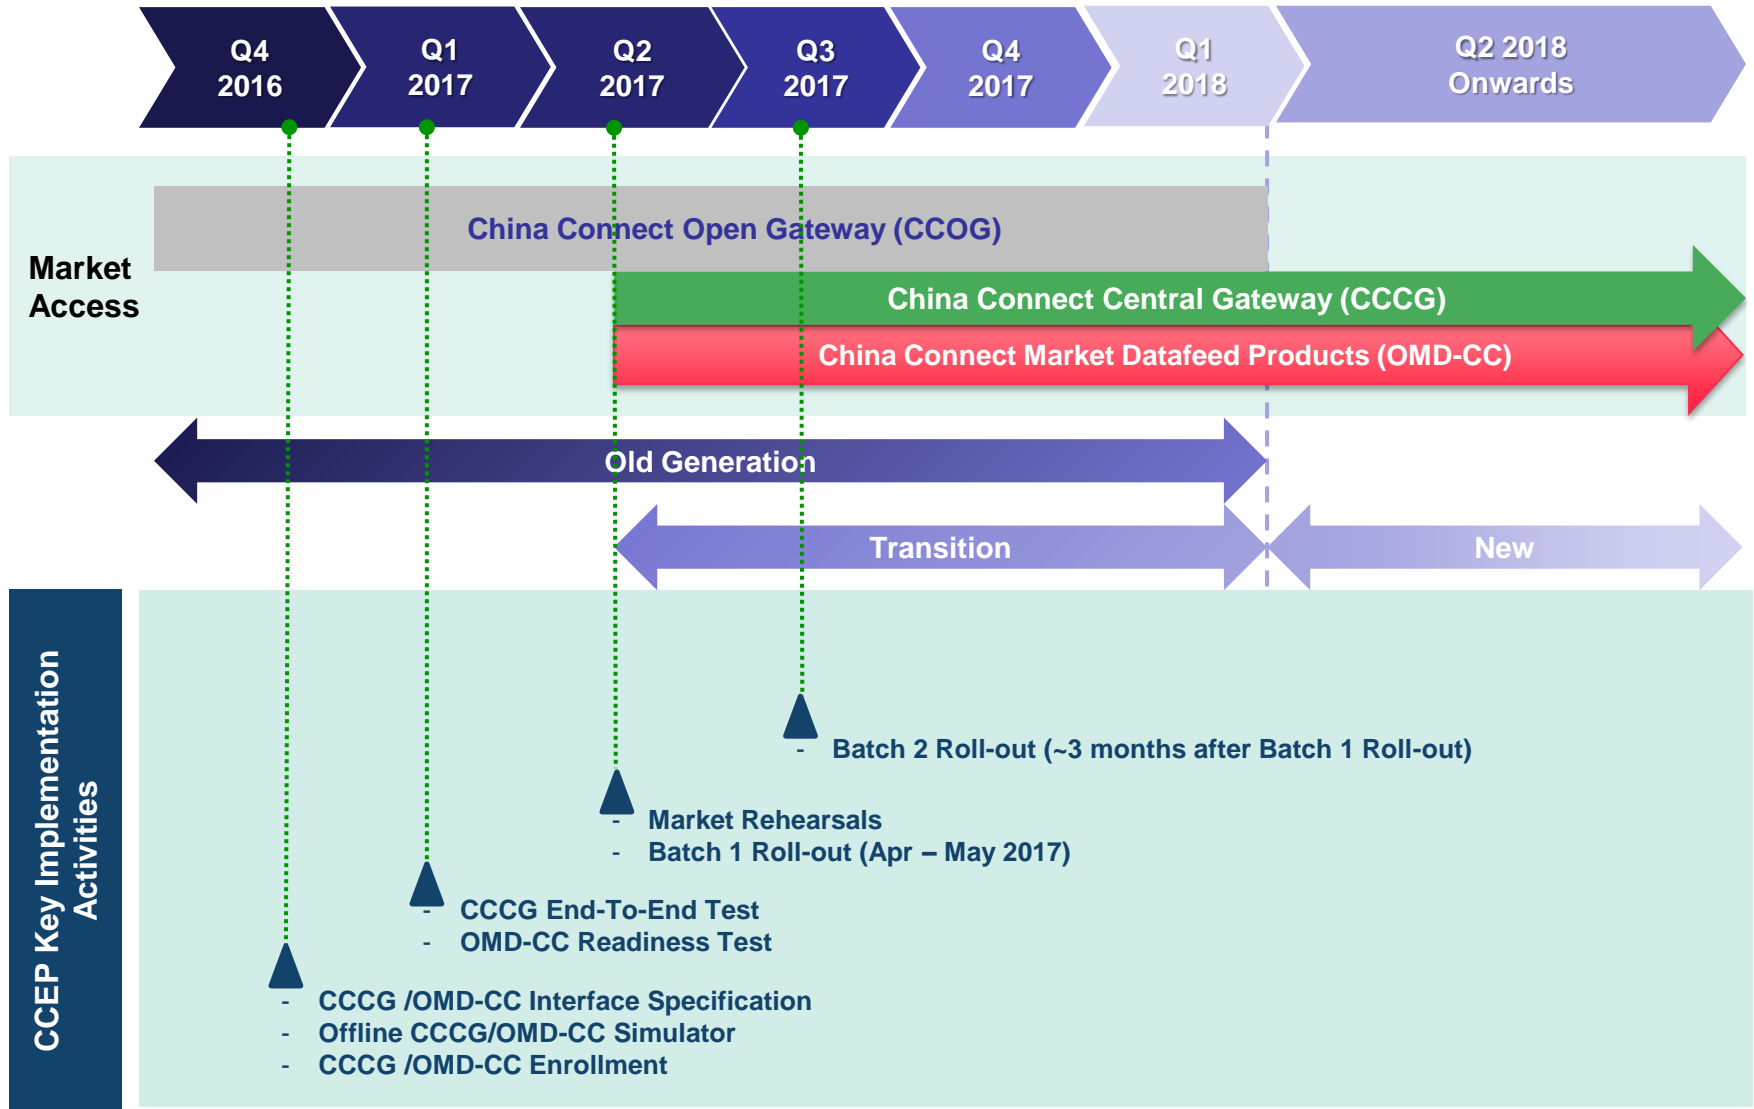 Q4
2016
Q1
2017
Q2
2017
Q3
2017
Q4
2017
Q1
2018
Q2 2018
Onwards
Market
Access
China Connect Open Gateway (CCOG)
China Connect Central Gateway (CCCG)
China Connect Market Datafeed Products (OMD-CC)
Old Generation
Transition
New
CCEP Key Implementation
Activities
- Batch 2 Roll-out (~3 months after Batch 1 Roll-out)
- Market Rehearsals
- Batch 1 Roll-out (Apr – May 2017)
- CCCG End-To-End Test
- OMD-CC Readiness Test
- CCCG /OMD-CC Interface Specification
- Offline CCCG/OMD-CC Simulator
- CCCG /OMD-CC Enrollment